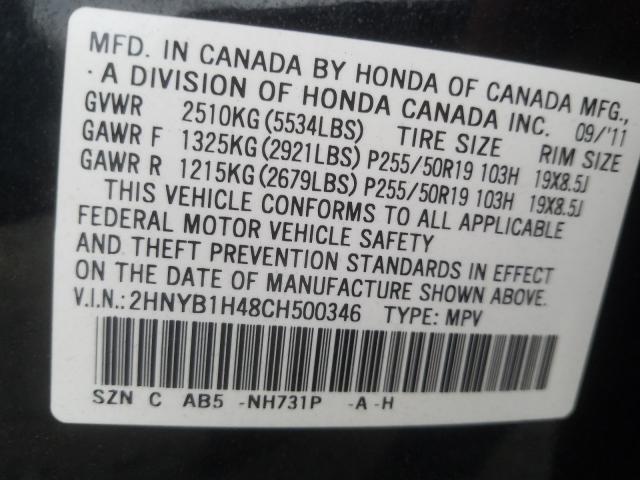 MFD. IN CANADA BY HONDA OF CANADA MFG.,
· A DIVISION OF HONDA CANADA INC. 09/'11
GVWR 2510KG (5534LBS) TIRE SIZE RIM SIZE
GAWR F 1325KG (2921LBS) P255/50R19 103H 19X8.5J
GAWR R 1215KG (2679LBS) P255/50R19 103H 19X8.5J
THIS VEHICLE CONFORMS TO ALL APPLICABLE
FEDERAL MOTOR VEHICLE SAFETY
AND THEFT PREVENTION STANDARDS IN EFFECT
ON THE DATE OF MANUFACTURE SHOWN ABOVE.
V.I.N.: 2HNYB1H48CH500346 TYPE: MPV
SZN C AB5 -NH731P -A -H